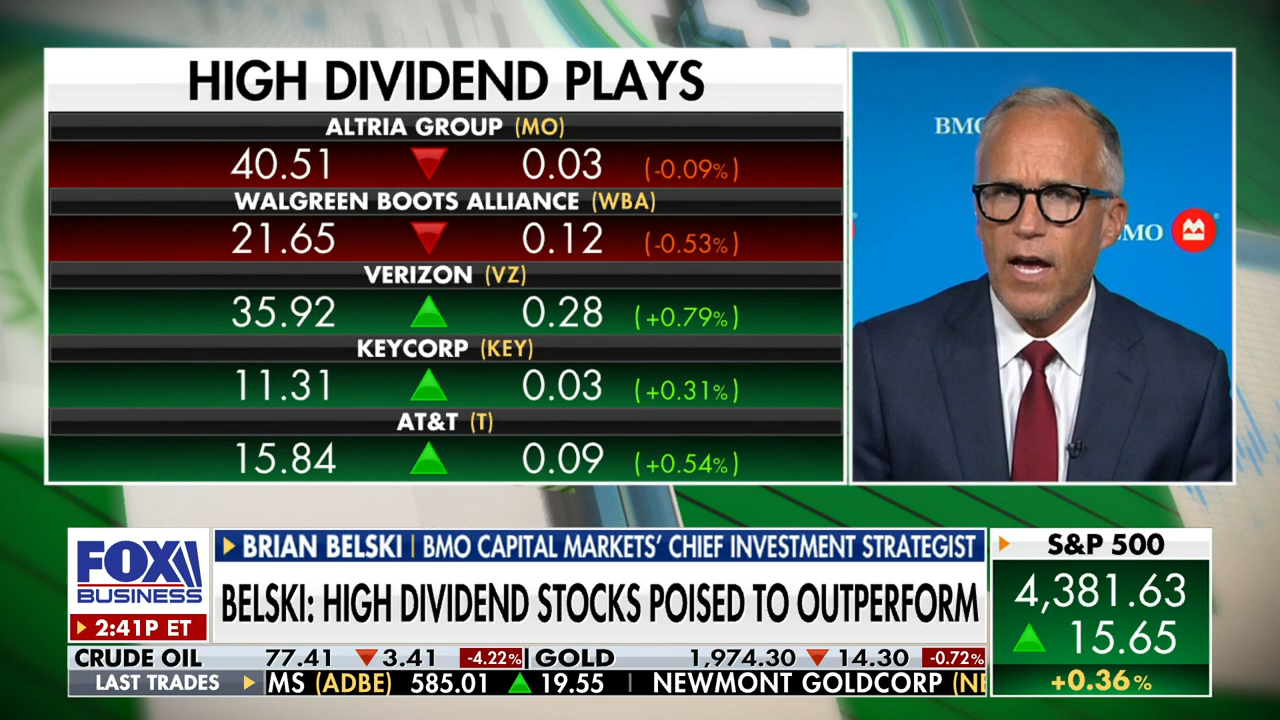 HIGH DIVIDEND PLAYS
ALTRIA GROUP (MO)
40.51 ▼ 0.03 (-0.09%)
WALGREEN BOOTS ALLIANCE (WBA)
21.65 ▼ 0.12 (-0.53%)
VERIZON (VZ)
35.92 ▲ 0.28 (+0.79%)
KEYCORP (KEY)
11.31 ▲ 0.03 (+0.31%)
AT&T (T)
15.84 ▲ 0.09 (+0.54%)
BMO
BMO
FOX
BUSINESS
2:41P ET
BRIAN BELSKI | BMO CAPITAL MARKETS' CHIEF INVESTMENT STRATEGIST
BELSKI: HIGH DIVIDEND STOCKS POISED TO OUTPERFORM
S&P 500
4,381.63
▲ 15.65
+0.36%
CRUDE OIL 77.41 ▼ 3.41 -4.22% | GOLD 1,974.30 ▼ 14.30 -0.72%
LAST TRADES MS (ADBE) 585.01 ▲ 19.55 | NEWMONT GOLDCORP (NE